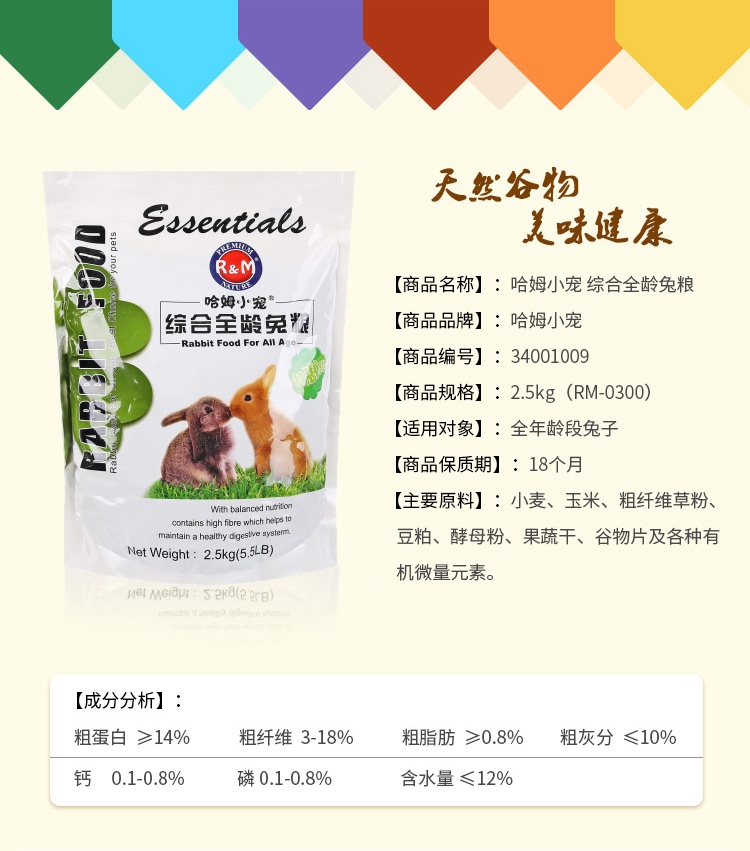 天然谷物
美味健康
Essentials
PREMIUM
R&M
NATURE
哈姆小宠®
综合全龄兔粮
Rabbit Food For All Age
RABBIT FOOD
With balanced nutrition
contains high fibre which helps to
maintain a healthy digestive systerm.
Net Weight : 2.5kg(5.5LB)
【商品名称】: 哈姆小宠 综合全龄兔粮
【商品品牌】: 哈姆小宠
【商品编号】: 34001009
【商品规格】: 2.5kg（RM-0300）
【适用对象】: 全年龄段兔子
【商品保质期】: 18个月
【主要原料】: 小麦、玉米、粗纤维草粉、
豆粕、酵母粉、果蔬干、谷物片及各种有
机微量元素。
【成分分析】:
粗蛋白 ≥14% 粗纤维 3-18% 粗脂肪 ≥0.8% 粗灰分 ≤10%
钙 0.1-0.8% 磷 0.1-0.8% 含水量 ≤12%